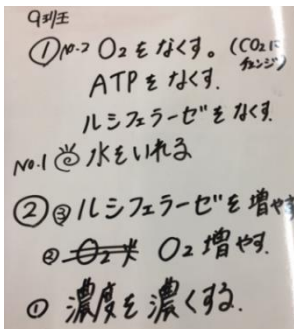 9班
① No.2 O₂をなくす。(CO₂にチェンジ)
ATPをなくす.
ルシフェラーゼをなくす.
No.1 水をいれる
② ③ ルシフェラーゼを増やす
② O₂増やす.
① 濃度を濃くする.